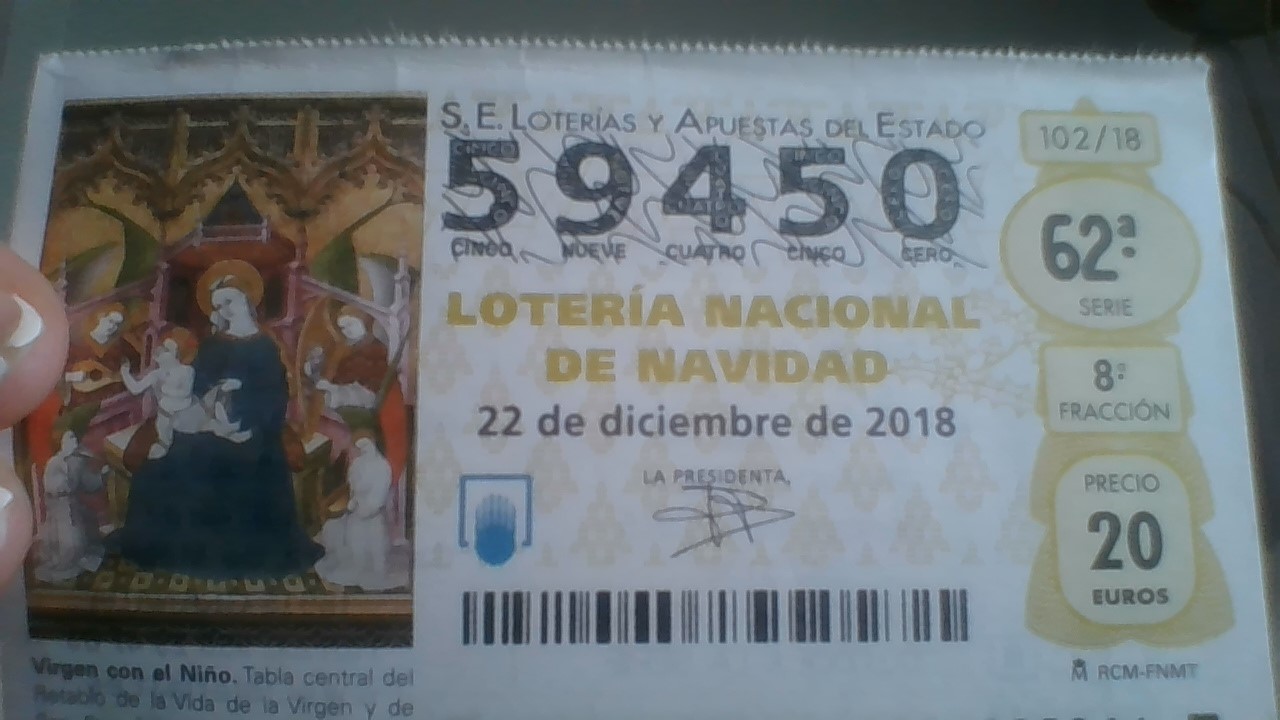 S.E. LOTERÍAS Y APUESTAS DEL ESTADO
59450
CINCO NUEVE CUATRO CINCO CERO
LOTERÍA NACIONAL
DE NAVIDAD
22 de diciembre de 2018
LA PRESIDENTA,
102/18
62ª
SERIE
8ª
FRACCIÓN
PRECIO
20
EUROS
RCM-FNMT
Virgen con el Niño. Tabla central del
Retablo de la Vida de la Virgen y de